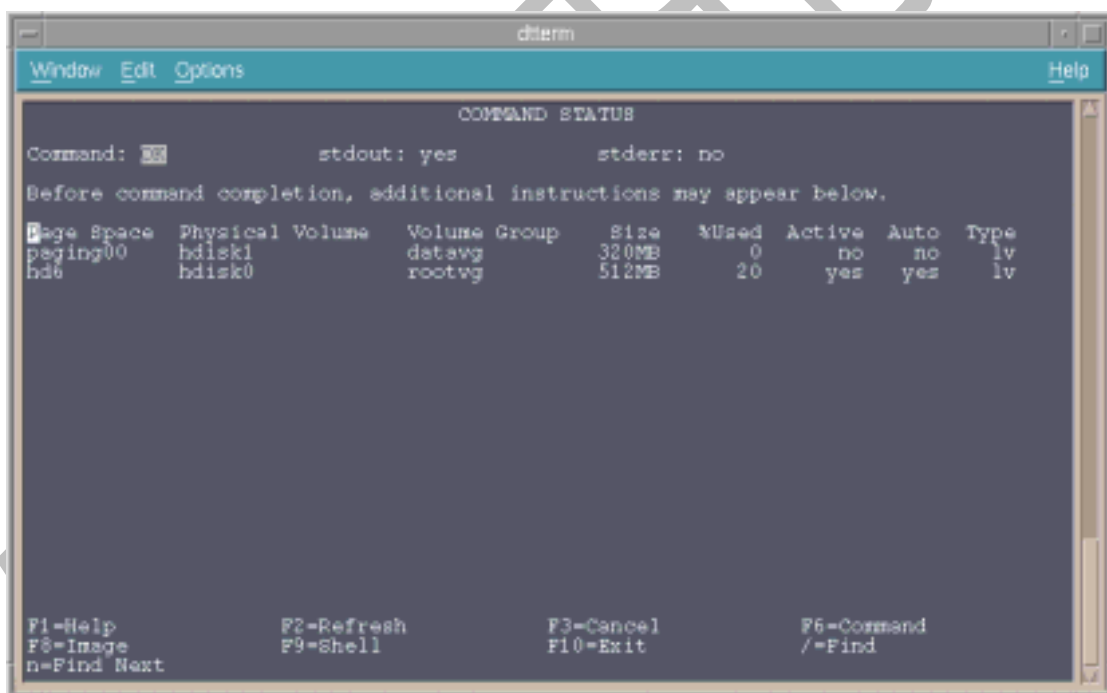 dtterm
Window Edit Options Help
COMMAND STATUS
Command: OK stdout: yes stderr: no
Before command completion, additional instructions may appear below.
Page Space Physical Volume Volume Group Size %Used Active Auto Type
paging00 hdisk1 datavg 320MB 0 no no lv
hd6 hdisk0 rootvg 512MB 20 yes yes lv
F1=Help F2=Refresh F3=Cancel F6=Command
F8=Image F9=Shell F10=Exit /=Find
n=Find Next